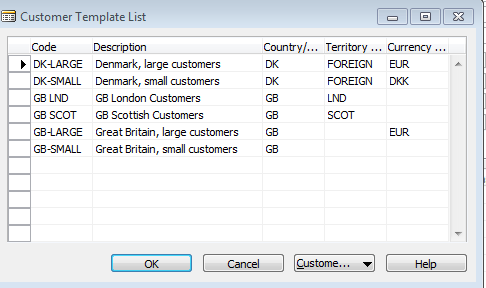 Customer Template List
Code Description Country/... Territory ... Currency ...
DK-LARGE Denmark, large customers DK FOREIGN EUR
DK-SMALL Denmark, small customers DK FOREIGN DKK
GB LND GB London Customers GB LND
GB SCOT GB Scottish Customers GB SCOT
GB-LARGE Great Britain, large customers GB EUR
GB-SMALL Great Britain, small customers GB
OK Cancel Custome... Help